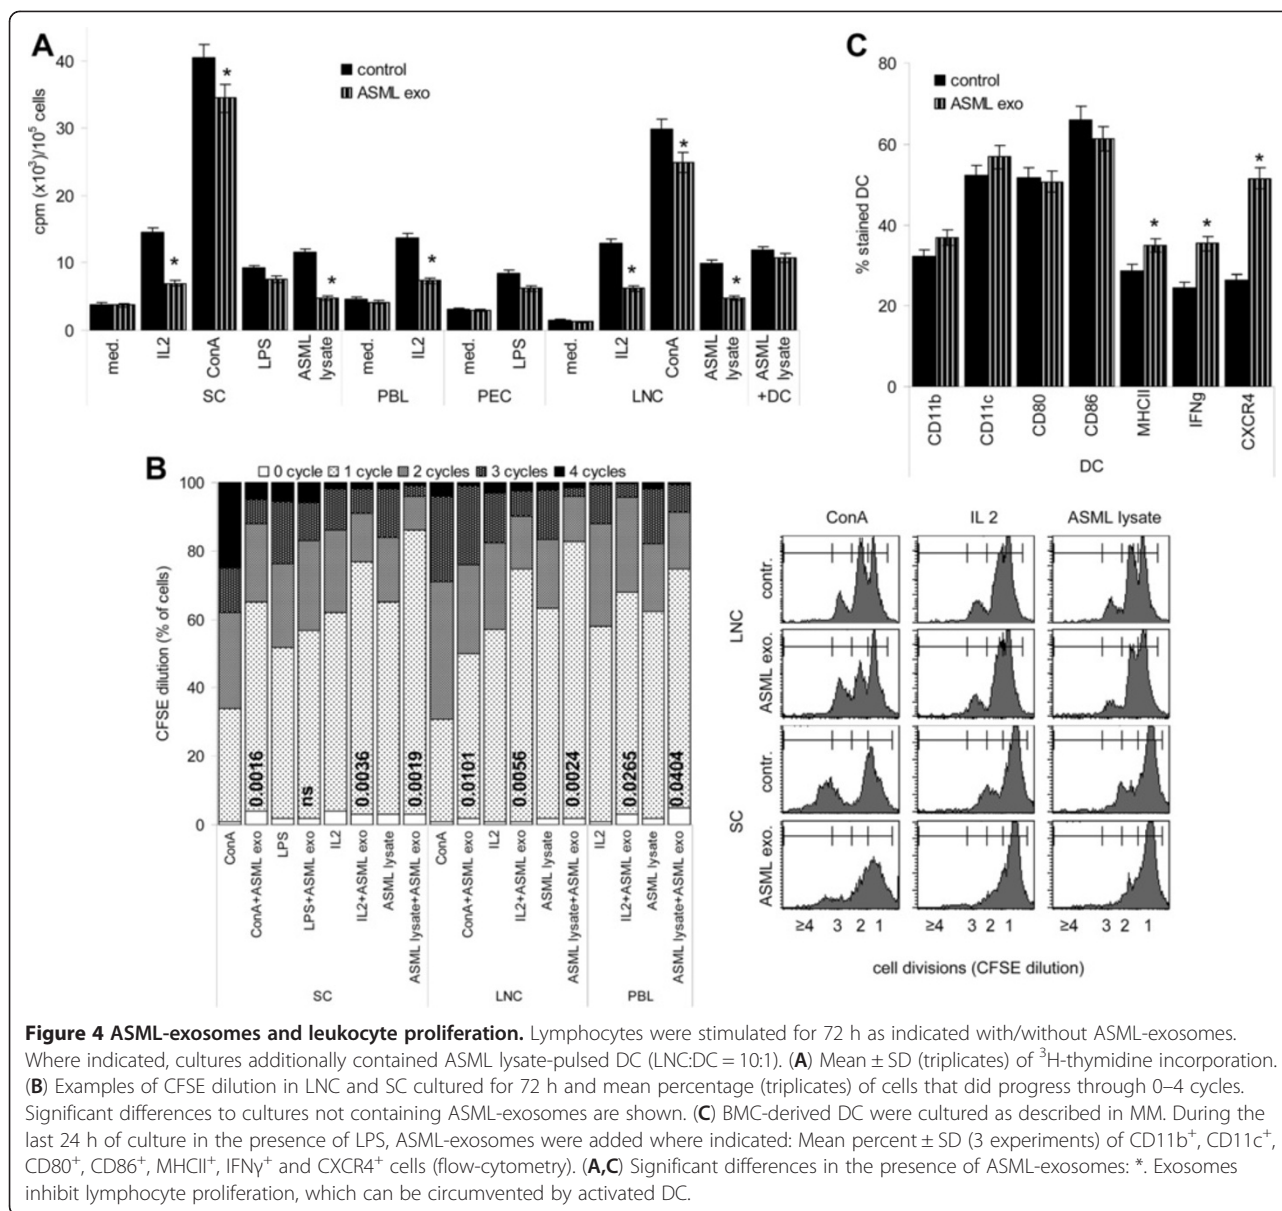 A
cpm (x10³)/10⁵ cells
40
30
20
10
0
control
ASML exo
*
*
*
*
*
*
*
med.
IL2
ConA
LPS
ASML lysate
med.
IL2
med.
LPS
med.
IL2
ConA
ASML lysate
ASML lysate
SC
PBL
PEC
LNC
+DC
C
% stained DC
80
60
40
20
0
control
ASML exo
*
*
*
CD11b
CD11c
CD80
CD86
MHCII
IFNg
CXCR4
DC
B
0 cycle 1 cycle 2 cycles 3 cycles 4 cycles
CFSE dilution (% of cells)
100
80
60
40
20
0
0.0016
ns
0.0036
0.0019
0.0101
0.0056
0.0024
0.0265
0.0404
ConA
ConA+ASML exo
LPS
LPS+ASML exo
IL2
IL2+ASML exo
ASML lysate
ASML lysate+ASML exo
ConA
ConA+ASML exo
IL2
IL2+ASML exo
ASML lysate
ASML lysate+ASML exo
IL2
IL2+ASML exo
ASML lysate
ASML lysate+ASML exo
SC
LNC
PBL
ConA IL 2 ASML lysate
LNC
contr.
ASML exo.
SC
contr.
ASML exo.
≥4 3 2 1 ≥4 3 2 1 ≥4 3 2 1
cell divisions (CFSE dilution)
Figure 4 ASML-exosomes and leukocyte proliferation. Lymphocytes were stimulated for 72 h as indicated with/without ASML-exosomes.
Where indicated, cultures additionally contained ASML lysate-pulsed DC (LNC:DC = 10:1). (A) Mean ± SD (triplicates) of ³H-thymidine incorporation.
(B) Examples of CFSE dilution in LNC and SC cultured for 72 h and mean percentage (triplicates) of cells that did progress through 0–4 cycles.
Significant differences to cultures not containing ASML-exosomes are shown. (C) BMC-derived DC were cultured as described in MM. During the
last 24 h of culture in the presence of LPS, ASML-exosomes were added where indicated: Mean percent ± SD (3 experiments) of CD11b⁺, CD11c⁺,
CD80⁺, CD86⁺, MHCII⁺, IFNγ⁺ and CXCR4⁺ cells (flow-cytometry). (A,C) Significant differences in the presence of ASML-exosomes: *. Exosomes
inhibit lymphocyte proliferation, which can be circumvented by activated DC.